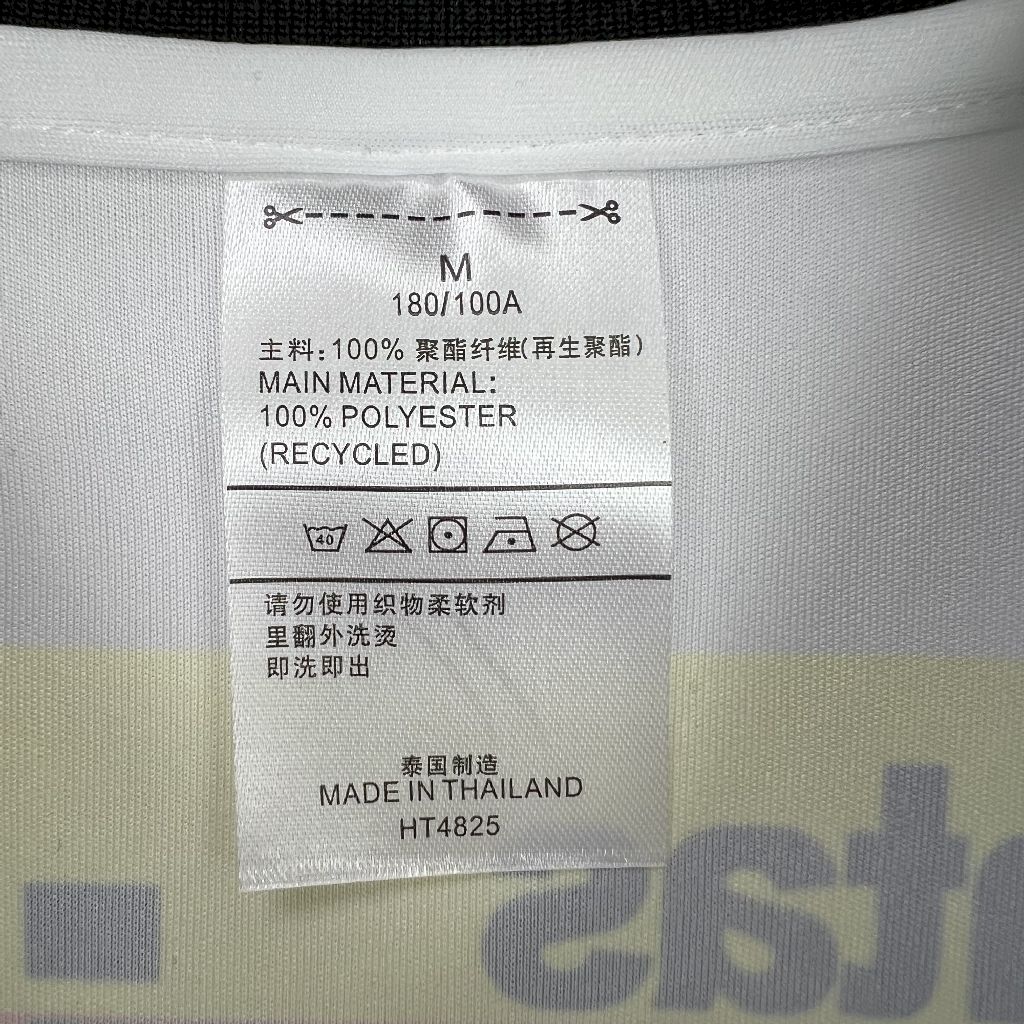 M
180/100A
主料:100% 聚酯纤维(再生聚酯)
MAIN MATERIAL:
100% POLYESTER
(RECYCLED)
40
请勿使用织物柔软剂
里翻外洗烫
即洗即出
泰国制造
MADE IN THAILAND
HT4825